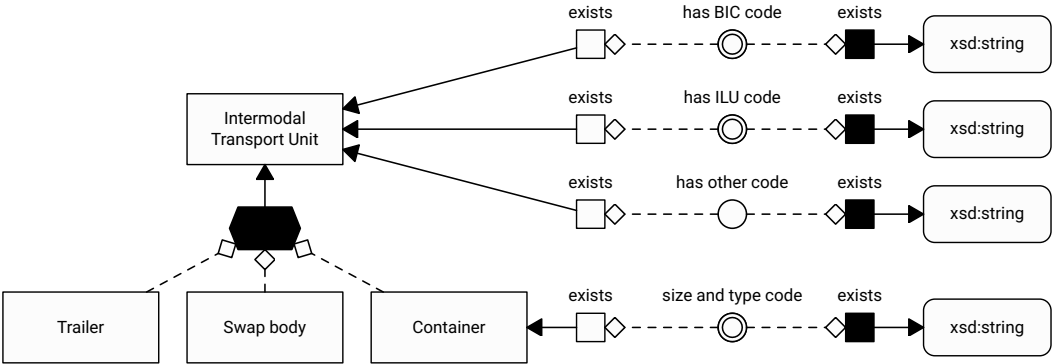 exists has BIC code exists
xsd:string
exists has ILU code exists
Intermodal
Transport Unit
xsd:string
exists has other code exists
xsd:string
exists size and type code exists
Trailer Swap body Container xsd:string